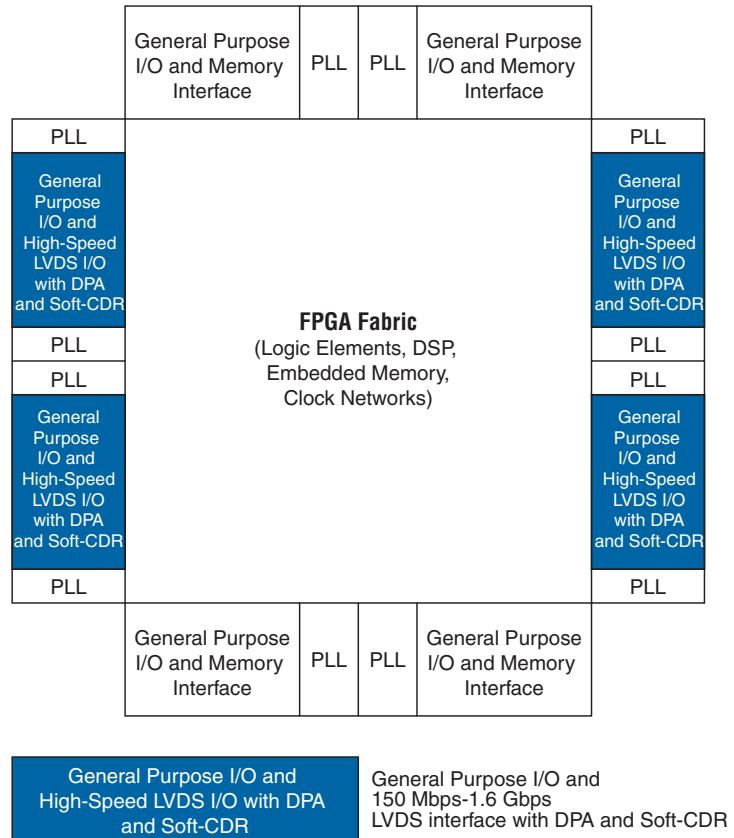 General Purpose
I/O and Memory
Interface
PLL
PLL
General Purpose
I/O and Memory
Interface
PLL
General
Purpose
I/O and
High-Speed
LVDS I/O
with DPA
and Soft-CDR
PLL
PLL
General
Purpose
I/O and
High-Speed
LVDS I/O
with DPA
and Soft-CDR
PLL
FPGA Fabric
(Logic Elements, DSP,
Embedded Memory,
Clock Networks)
PLL
General
Purpose
I/O and
High-Speed
LVDS I/O
with DPA
and Soft-CDR
PLL
PLL
General
Purpose
I/O and
High-Speed
LVDS I/O
with DPA
and Soft-CDR
PLL
General Purpose
I/O and Memory
Interface
PLL
PLL
General Purpose
I/O and Memory
Interface
General Purpose I/O and
High-Speed LVDS I/O with DPA
and Soft-CDR
General Purpose I/O and
150 Mbps-1.6 Gbps
LVDS interface with DPA and Soft-CDR